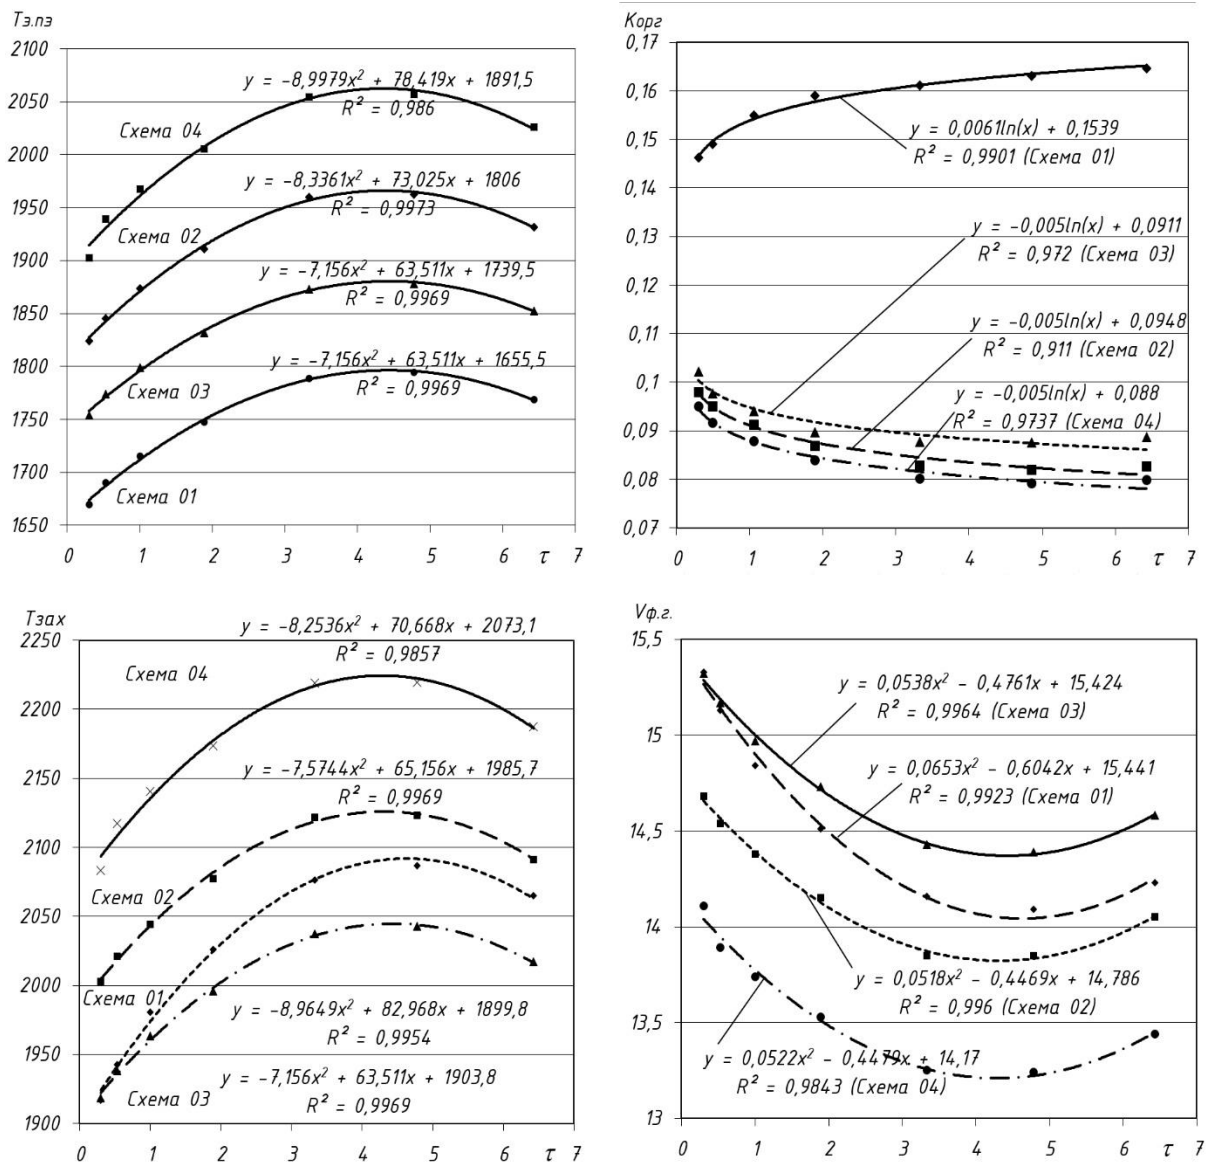 Тэ.пэ
2100
2050
2000
1950
1900
1850
1800
1750
1700
1650
0 1 2 3 4 5 6 τ 7
y = −8,9979x² + 78,419x + 1891,5
R² = 0,986
Схема 04
y = −8,3361x² + 73,025x + 1806
R² = 0,9973
Схема 02
y = −7,156x² + 63,511x + 1739,5
R² = 0,9969
Схема 03
y = −7,156x² + 63,511x + 1655,5
R² = 0,9969
Схема 01
Корг
0,17
0,16
0,15
0,14
0,13
0,12
0,11
0,1
0,09
0,08
0,07
0 1 2 3 4 5 6 τ 7
y = 0,0061ln(x) + 0,1539
R² = 0,9901 (Схема 01)
y = −0,005ln(x) + 0,0911
R² = 0,972 (Схема 03)
y = −0,005ln(x) + 0,0948
R² = 0,911 (Схема 02)
y = −0,005ln(x) + 0,088
R² = 0,9737 (Схема 04)
Тзах
2250
2200
2150
2100
2050
2000
1950
1900
0 1 2 3 4 5 6 τ 7
y = −8,2536x² + 70,668x + 2073,1
R² = 0,9857
Схема 04
y = −7,5744x² + 65,156x + 1985,7
R² = 0,9969
Схема 02
Схема 01
y = −8,9649x² + 82,968x + 1899,8
R² = 0,9954
y = −7,156x² + 63,511x + 1903,8
R² = 0,9969
Схема 03
Vф.г.
15,5
15
14,5
14
13,5
13
0 1 2 3 4 5 6 τ 7
y = 0,0538x² − 0,4761x + 15,424
R² = 0,9964 (Схема 03)
y = 0,0653x² − 0,6042x + 15,441
R² = 0,9923 (Схема 01)
y = 0,0518x² − 0,4469x + 14,786
R² = 0,996 (Схема 02)
y = 0,0522x² − 0,4479x + 14,17
R² = 0,9843 (Схема 04)